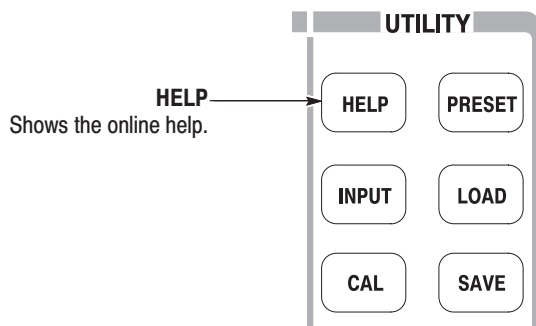 UTILITY
HELP
Shows the online help.
HELP PRESET
INPUT LOAD
CAL SAVE